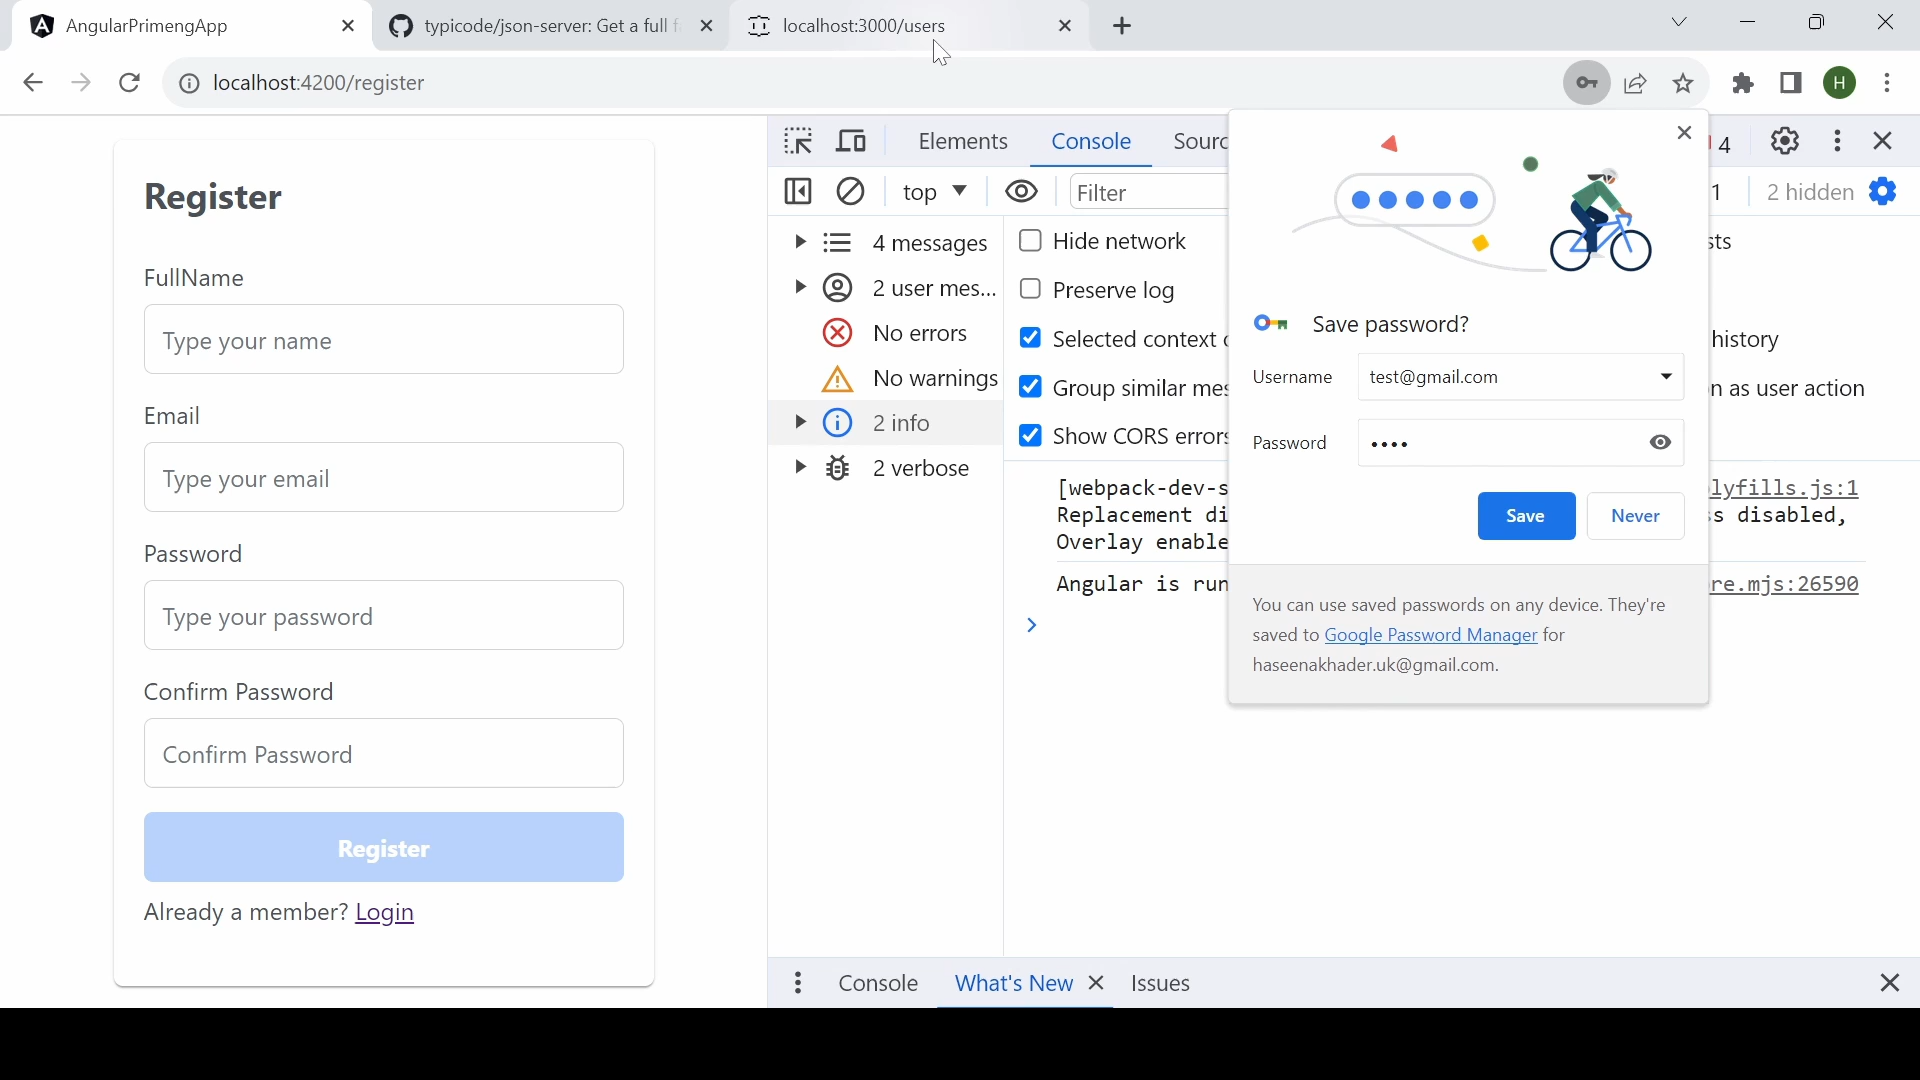 AngularPrimengApp
typicode/json-server: Get a full
localhost:3000/users
localhost:4200/register
H
Register
FullName
Type your name
Email
Type your email
Password
Type your password
Confirm Password
Confirm Password
Register
Already a member? Login
Elements
Console
Sourc
4
top
Filter
1
2 hidden
4 messages
2 user mes...
No errors
No warnings
2 info
2 verbose
Hide network
Preserve log
Selected context
Group similar mes
Show CORS errors
sts
history
n as user action
[webpack-dev-s
lyfills.js:1
Replacement di
s disabled,
Overlay enable
Angular is run
re.mjs:26590
Save password?
Username
test@gmail.com
Password
••••
Save
Never
You can use saved passwords on any device. They're
saved to Google Password Manager for
haseenakhader.uk@gmail.com.
Console
What's New
Issues